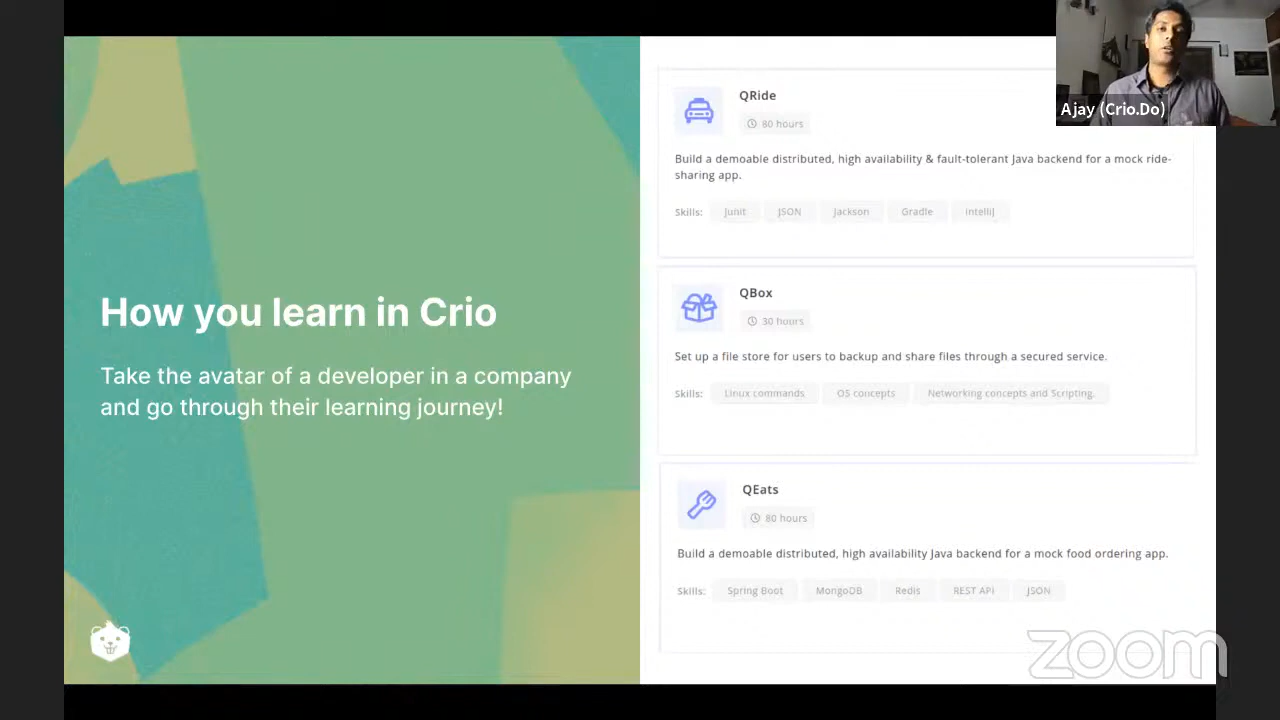 How you learn in Crio
Take the avatar of a developer in a company
and go through their learning journey!
QRide
80 hours
Build a demoable distributed, high availability & fault-tolerant Java backend for a mock ride-
sharing app.
Skills: Junit JSON Jackson Gradle IntelliJ
QBox
30 hours
Set up a file store for users to backup and share files through a secured service.
Skills: Linux commands OS concepts Networking concepts and Scripting.
QEats
80 hours
Build a demoable distributed, high availability Java backend for a mock food ordering app.
Skills: Spring Boot MongoDB Redis REST API JSON
Ajay (Crio.Do)
zoom